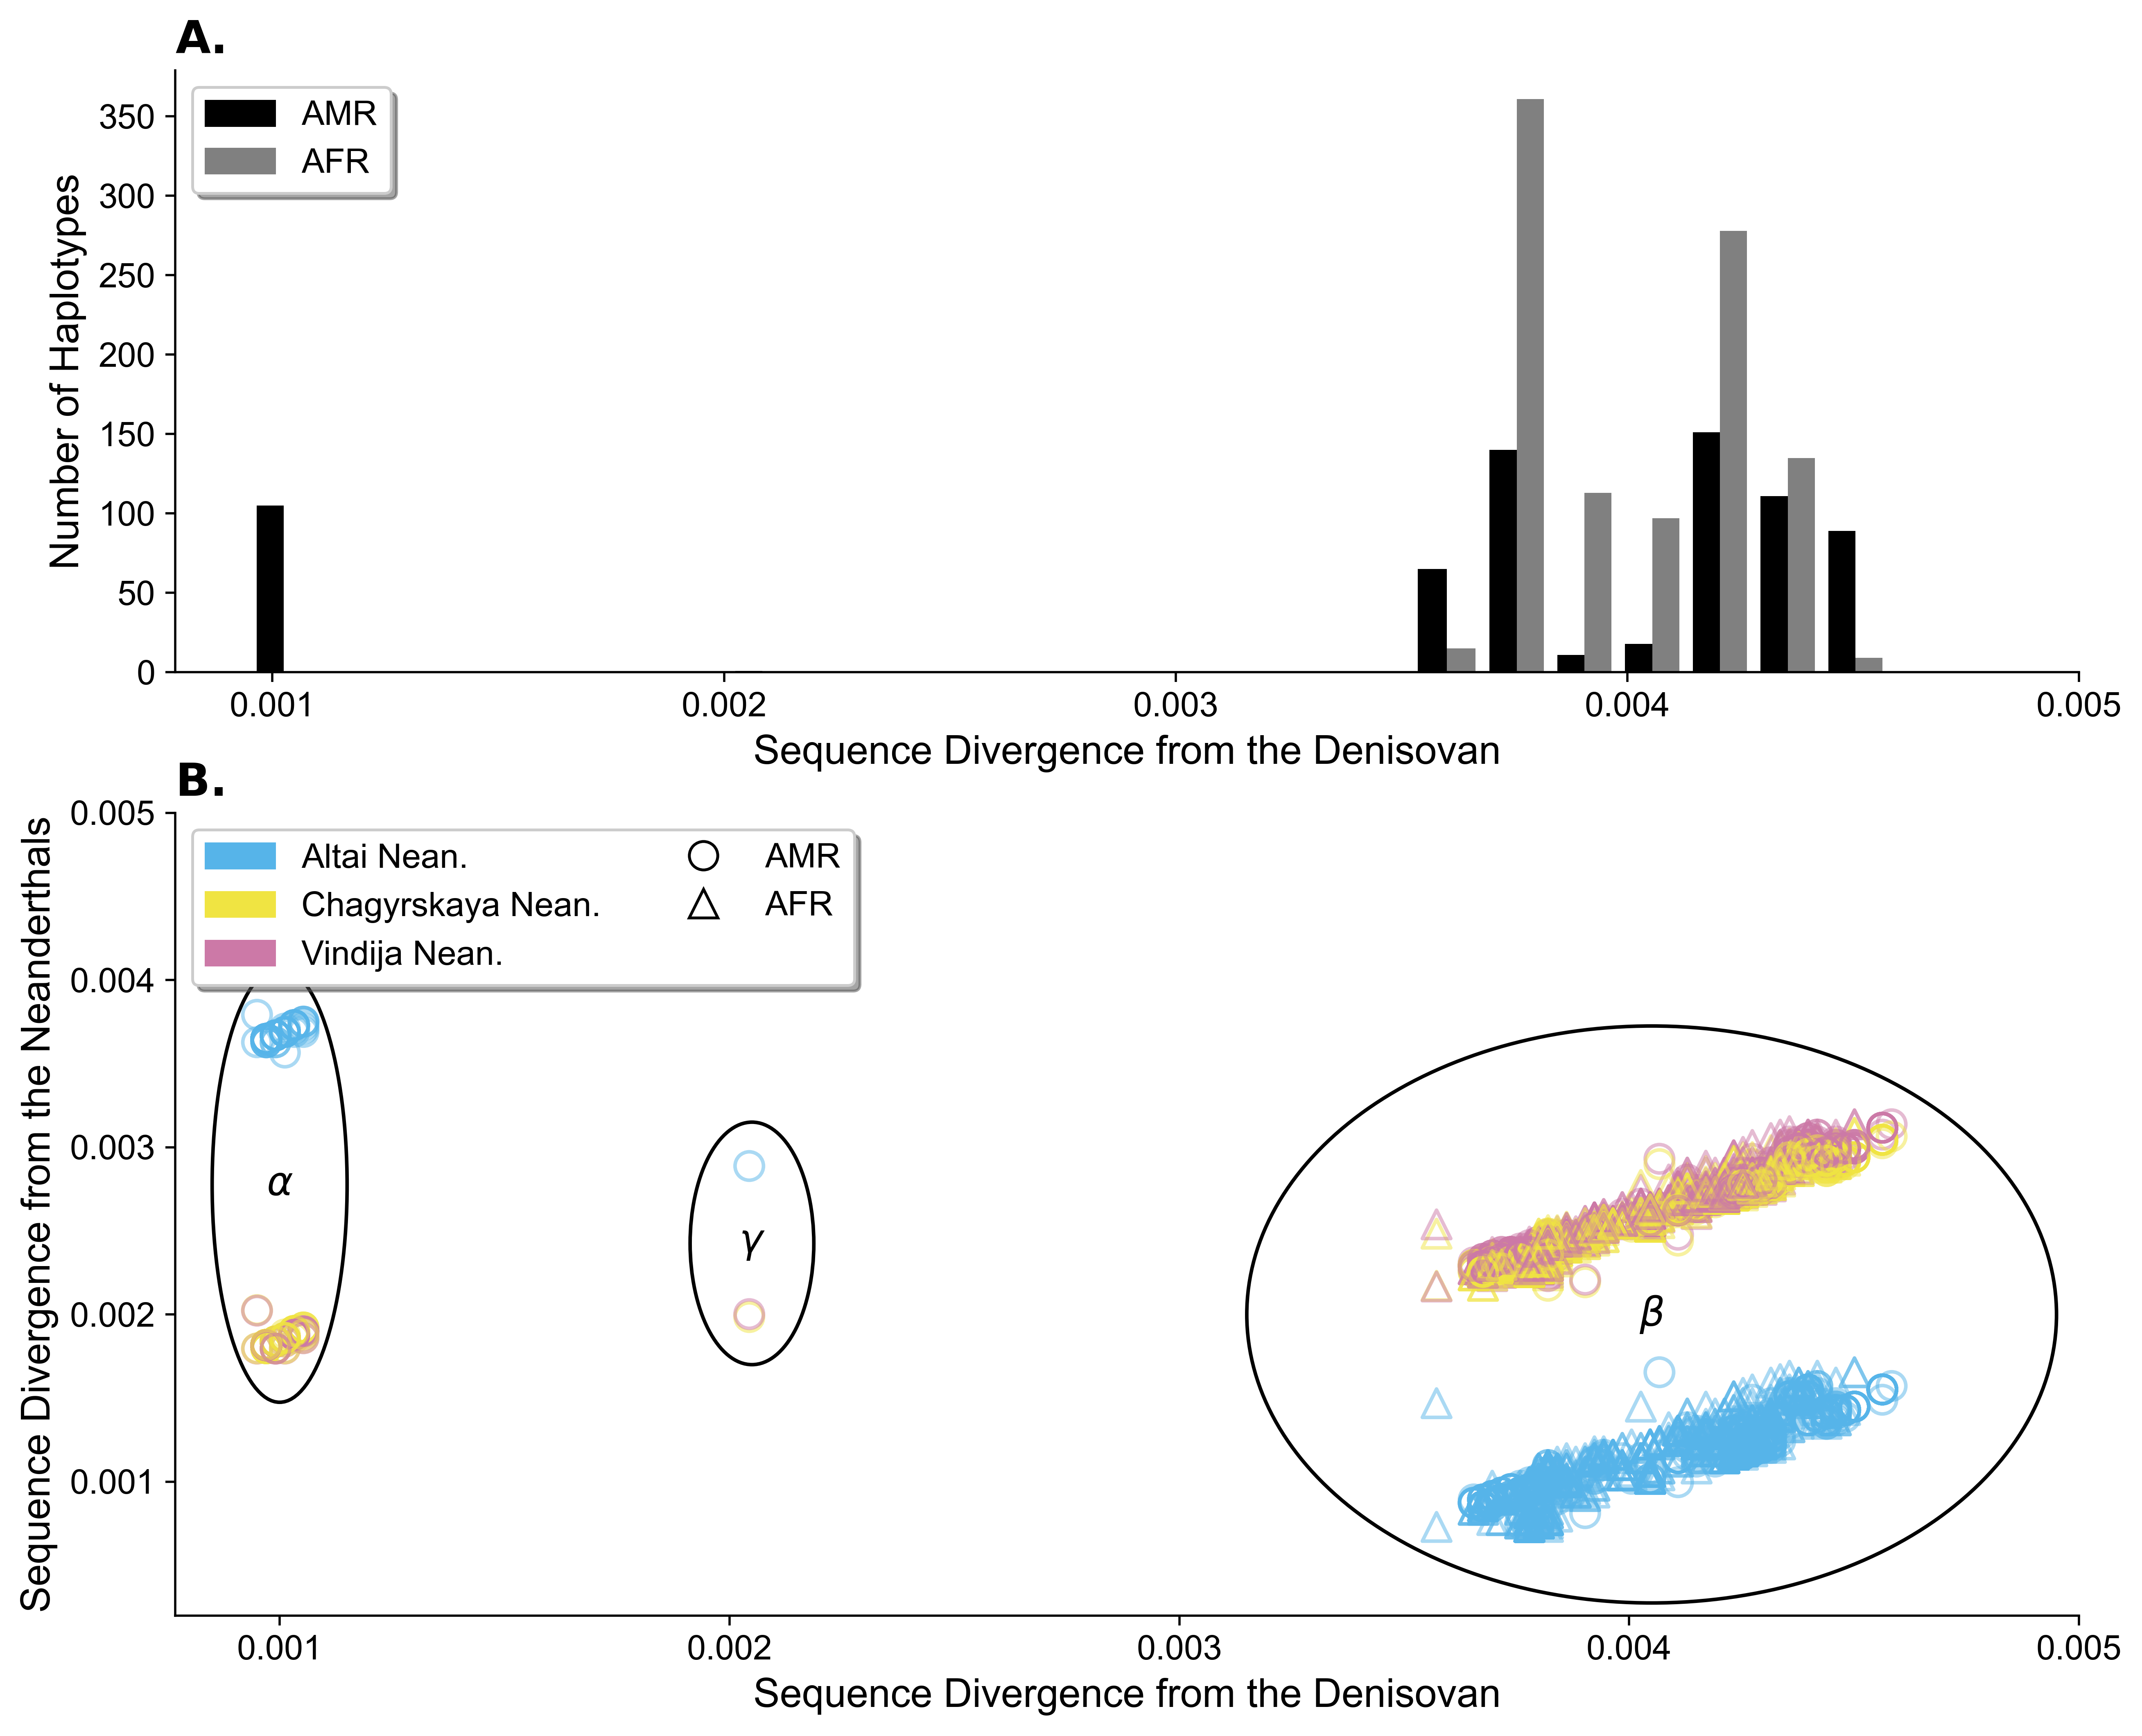 A.
AMR
AFR
Number of Haplotypes
350
300
250
200
150
100
50
0
0.001 0.002 0.003 0.004 0.005
Sequence Divergence from the Denisovan
B.
Altai Nean.
Chagyrskaya Nean.
Vindija Nean.
AMR
AFR
Sequence Divergence from the Neanderthals
0.005
0.004
0.003
0.002
0.001
α
γ
β
0.001 0.002 0.003 0.004 0.005
Sequence Divergence from the Denisovan